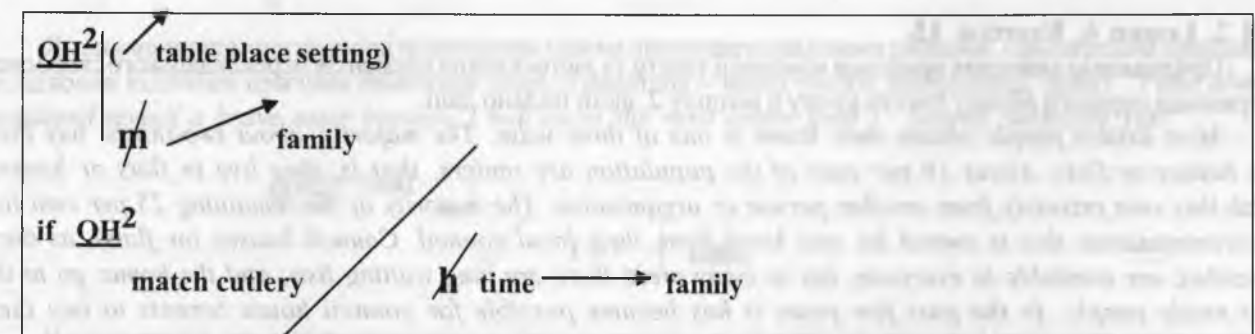 QH² ( ↗ table place setting)
m → family
if QH²
match cutlery / h time → family